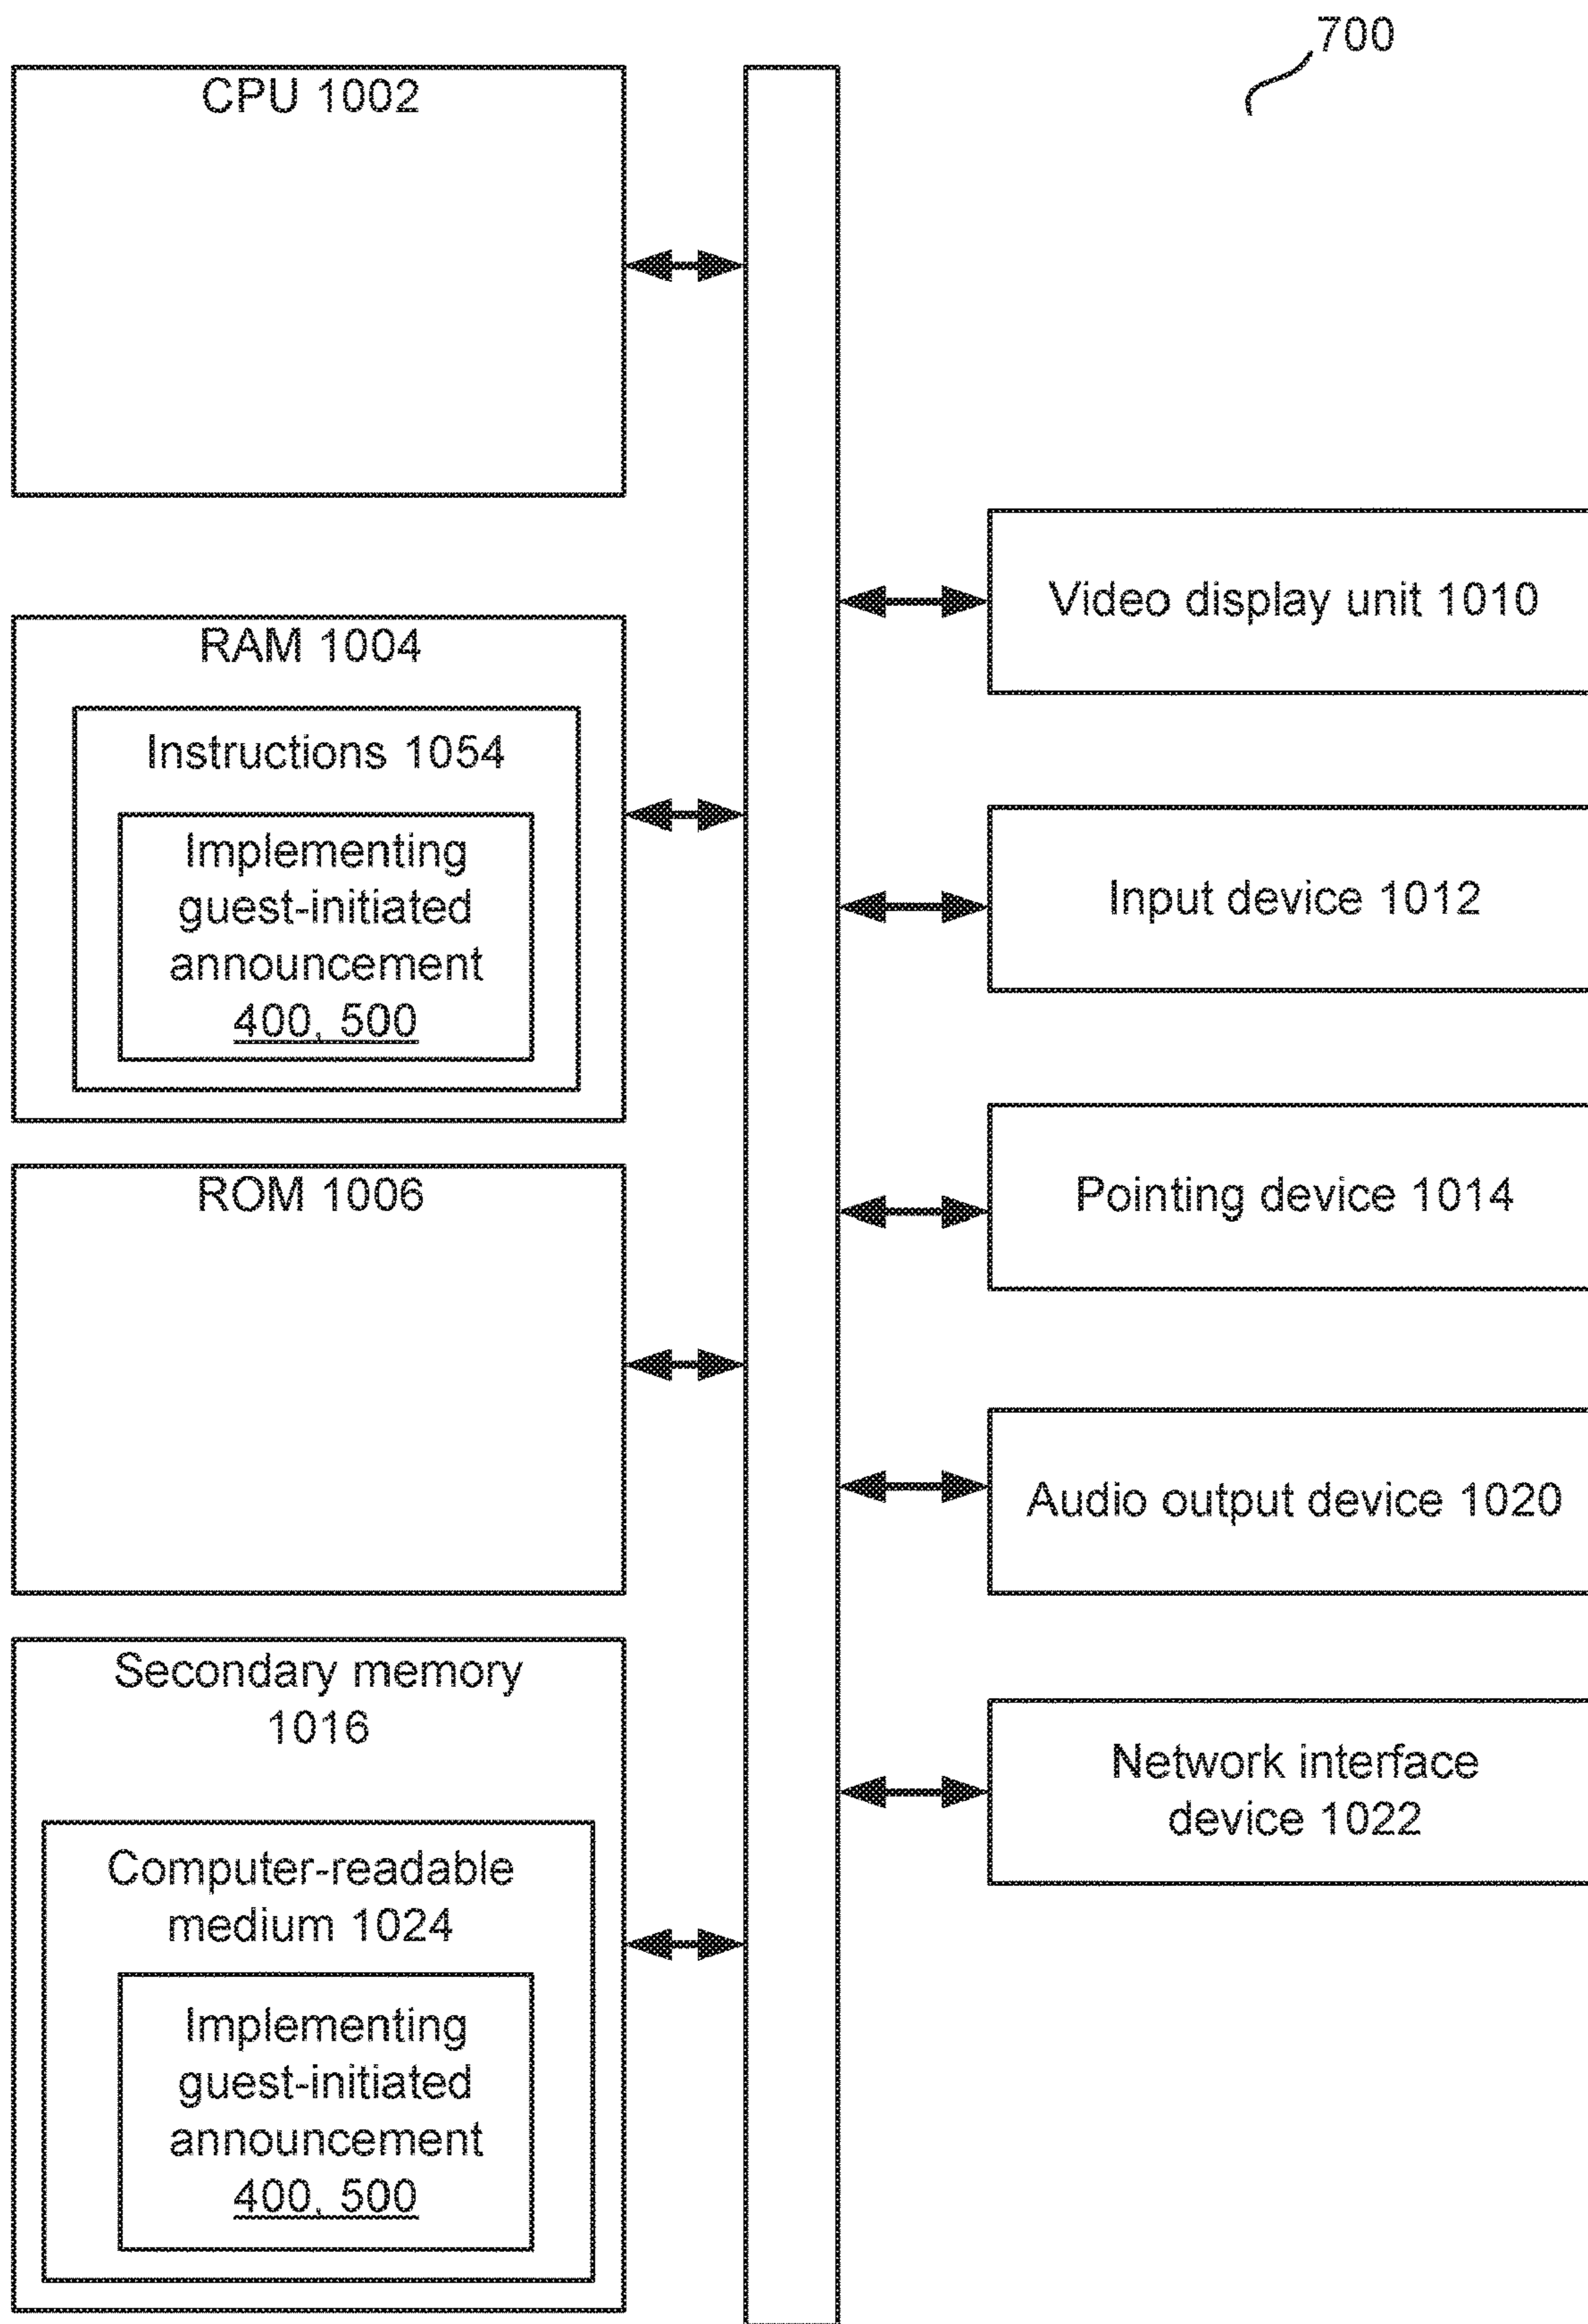 700
CPU 1002
RAM 1004
Instructions 1054
Implementing
guest-initiated
announcement
400, 500
ROM 1006
Secondary memory
1016
Computer-readable
medium 1024
Implementing
guest-initiated
announcement
400, 500
Video display unit 1010
Input device 1012
Pointing device 1014
Audio output device 1020
Network interface
device 1022